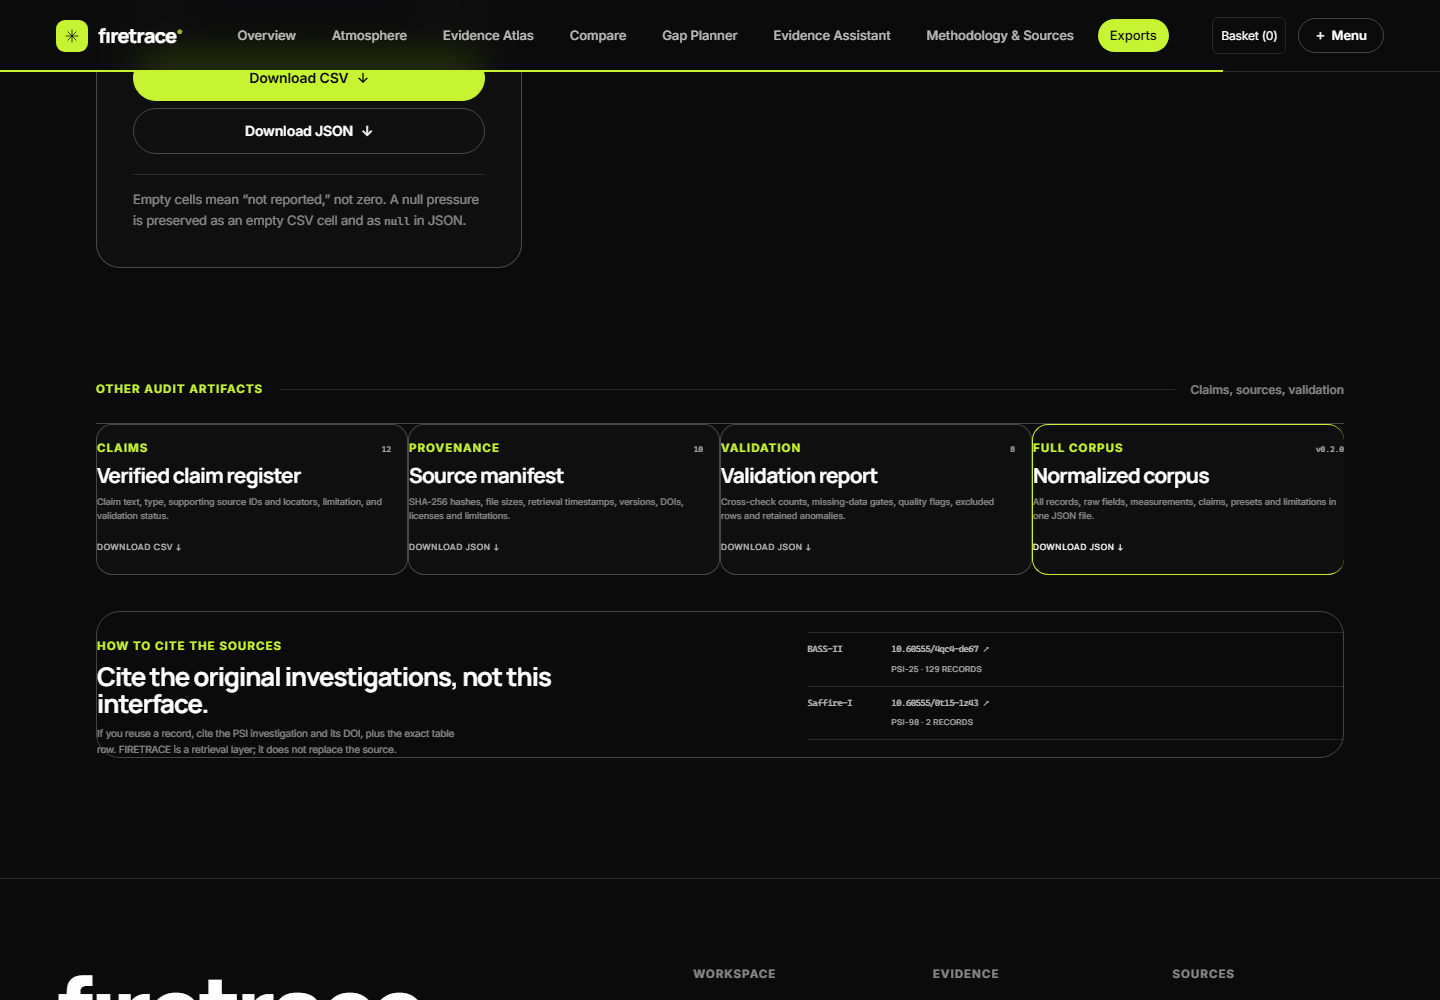 firetrace
Overview
Atmosphere
Evidence Atlas
Compare
Gap Planner
Evidence Assistant
Methodology & Sources
Exports
Basket (0)
+ Menu
Download CSV ↓
Download JSON ↓
Empty cells mean “not reported,” not zero. A null pressure
is preserved as an empty CSV cell and as null in JSON.
OTHER AUDIT ARTIFACTS
Claims, sources, validation
CLAIMS
12
Verified claim register
Claim text, type, supporting source IDs and locators, limitation, and
validation status.
DOWNLOAD CSV ↓
PROVENANCE
10
Source manifest
SHA-256 hashes, file sizes, retrieval timestamps, versions, DOIs,
licenses and limitations.
DOWNLOAD JSON ↓
VALIDATION
8
Validation report
Cross-check counts, missing-data gates, quality flags, excluded
rows and retained anomalies.
DOWNLOAD JSON ↓
FULL CORPUS
v0.2.0
Normalized corpus
All records, raw fields, measurements, claims, presets and limitations in
one JSON file.
DOWNLOAD JSON ↓
HOW TO CITE THE SOURCES
Cite the original investigations, not this
interface.
If you reuse a record, cite the PSI investigation and its DOI, plus the exact table
row. FIRETRACE is a retrieval layer; it does not replace the source.
BASS-II
10.60555/4qc4-de67 ↗
PSI-25 · 129 RECORDS
Saffire-I
10.60555/0t15-1z43 ↗
PSI-98 · 2 RECORDS
firetrace
WORKSPACE
EVIDENCE
SOURCES